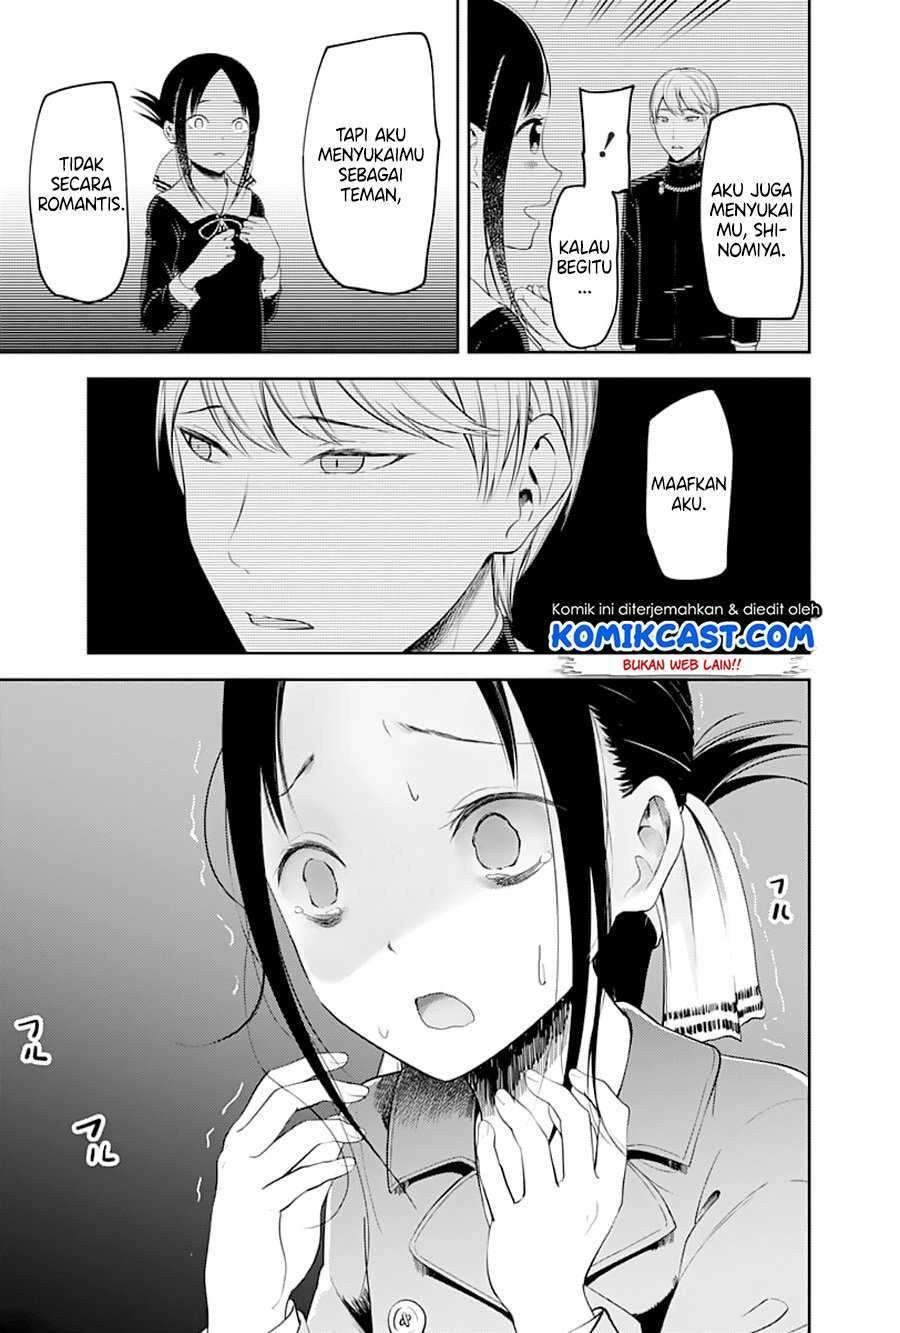 AKU JUGA
MENYUKAI
MU, SHI-
NOMIYA.
!
KALAU
BEGITU
...
TAPI AKU
MENYUKAIMU
SEBAGAI
TEMAN,
TIDAK
SECARA
ROMANTIS.
MAAFKAN
AKU.
Komik ini diterjemahkan & diedit oleh
KOMIKCAST.COM
BUKAN WEB LAIN!!
フル
フル
フル